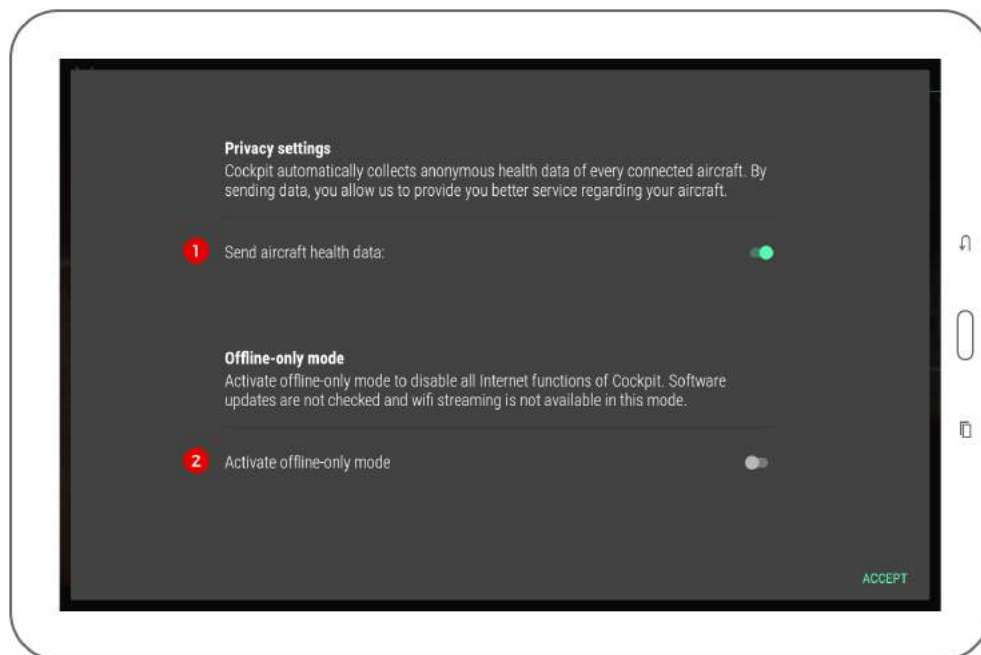 Privacy settings
Cockpit automatically collects anonymous health data of every connected aircraft. By
sending data, you allow us to provide you better service regarding your aircraft.
1 Send aircraft health data:
Offline-only mode
Activate offline-only mode to disable all Internet functions of Cockpit. Software
updates are not checked and wifi streaming is not available in this mode.
2 Activate offline-only mode
ACCEPT